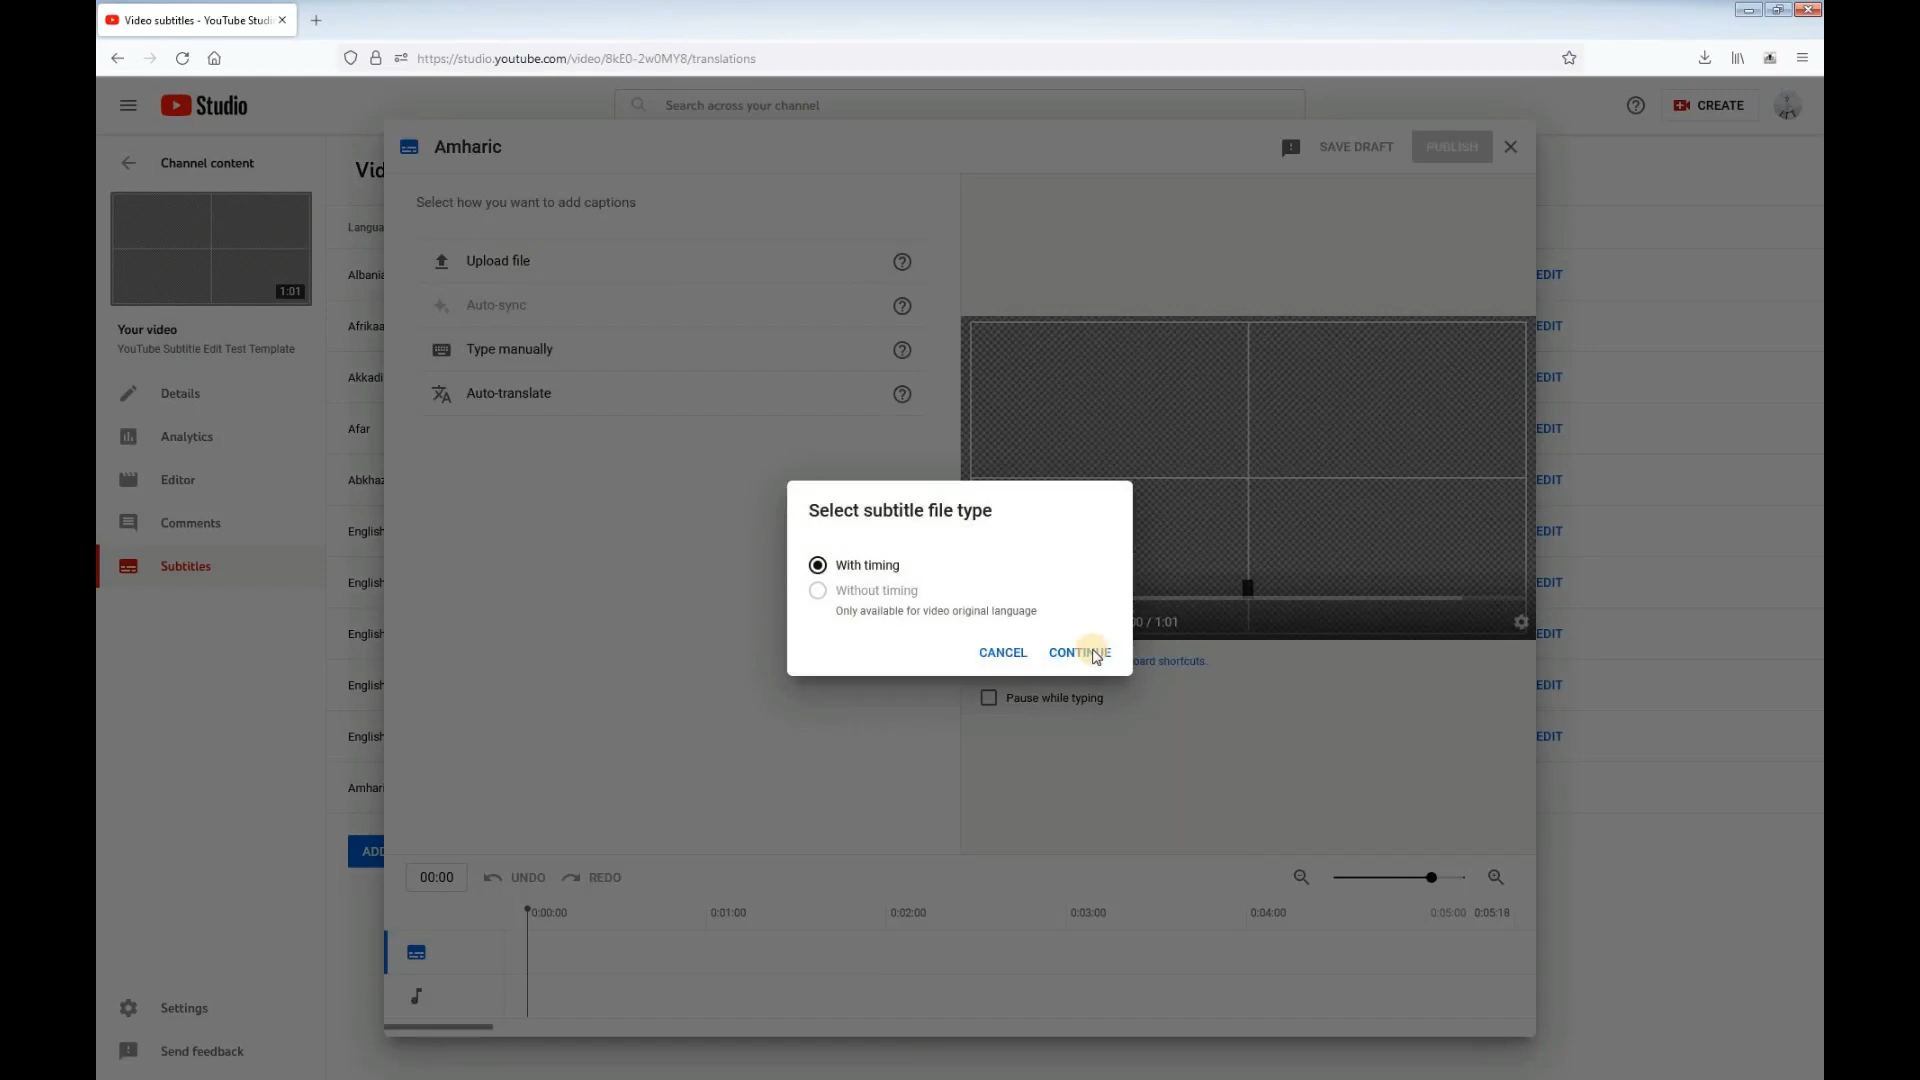 Video subtitles - YouTube Studi
https://studio.youtube.com/video/8kE0-2w0MY8/translations
Studio
Search across your channel
CREATE
Channel content
1:01
Your video
YouTube Subtitle Edit Test Template
Details
Analytics
Editor
Comments
Subtitles
Settings
Send feedback
Vid
Langua
Albania
Afrikaa
Akkadi
Afar
Abkhaz
English
English
English
English
English
Amhari
ADD
Amharic
SAVE DRAFT
PUBLISH
Select how you want to add captions
Upload file
Auto-sync
Type manually
Auto-translate
Select subtitle file type
With timing
Without timing
Only available for video original language
CANCEL
CONTINUE
00 / 1:01
oard shortcuts.
Pause while typing
EDIT
EDIT
EDIT
EDIT
EDIT
EDIT
EDIT
EDIT
EDIT
EDIT
00:00
UNDO
REDO
0:00:00
0:01:00
0:02:00
0:03:00
0:04:00
0:05:00
0:05:18